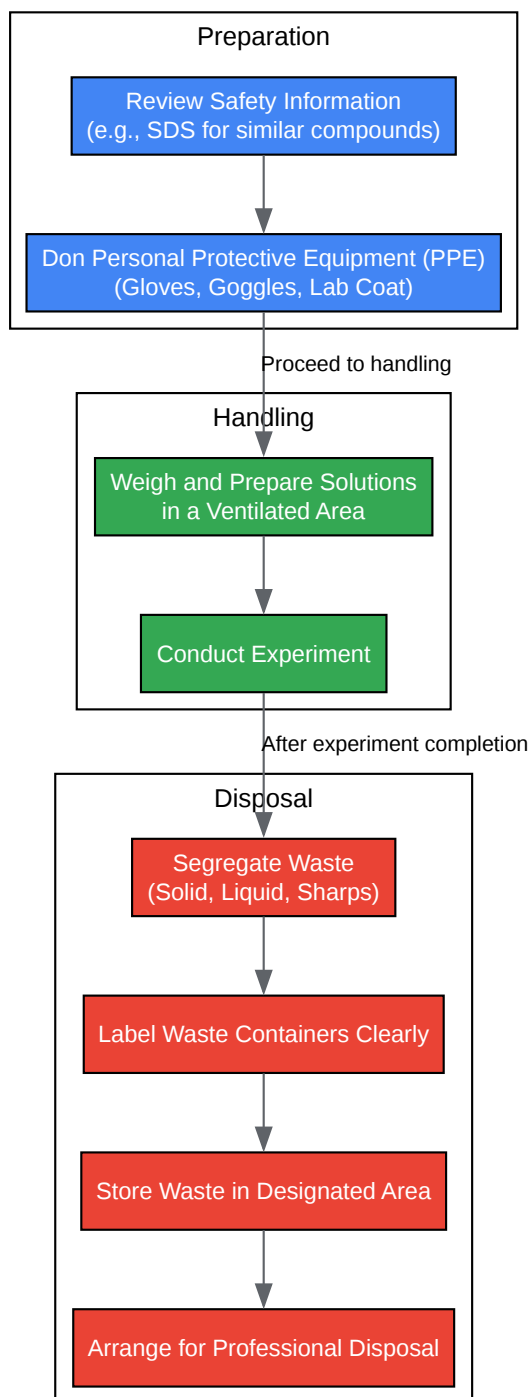 Preparation
Review Safety Information
(e.g., SDS for similar compounds)
Don Personal Protective Equipment (PPE)
(Gloves, Goggles, Lab Coat)
Proceed to handling
Handling
Weigh and Prepare Solutions
in a Ventilated Area
Conduct Experiment
After experiment completion
Disposal
Segregate Waste
(Solid, Liquid, Sharps)
Label Waste Containers Clearly
Store Waste in Designated Area
Arrange for Professional Disposal